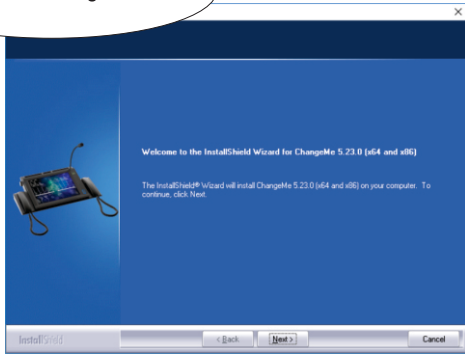 Welcome to the InstallShield Wizard for ChangeMe 5.23.0 (x64 and x86)
The InstallShield® Wizard will install ChangeMe 5.23.0 (x64 and x86) on your computer. To
continue, click Next.
InstallShield
< Back
Next >
Cancel